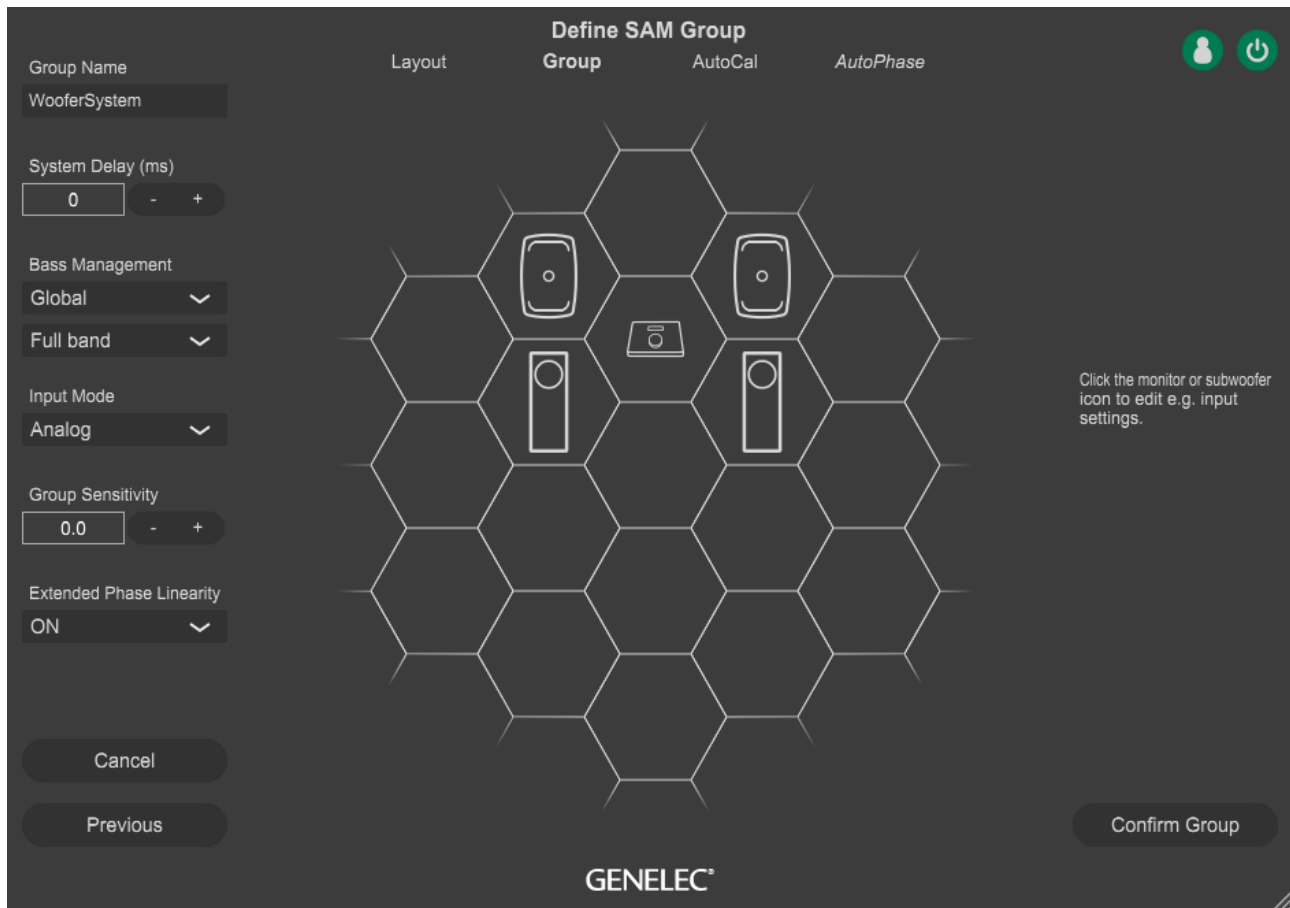 Define SAM Group
Layout Group AutoCal AutoPhase
Group Name
WooferSystem
System Delay (ms)
0 - +
Bass Management
Global
Full band
Input Mode
Analog
Group Sensitivity
0.0 - +
Extended Phase Linearity
ON
Cancel
Previous
Click the monitor or subwoofer
icon to edit e.g. input
settings.
Confirm Group
GENELEC®